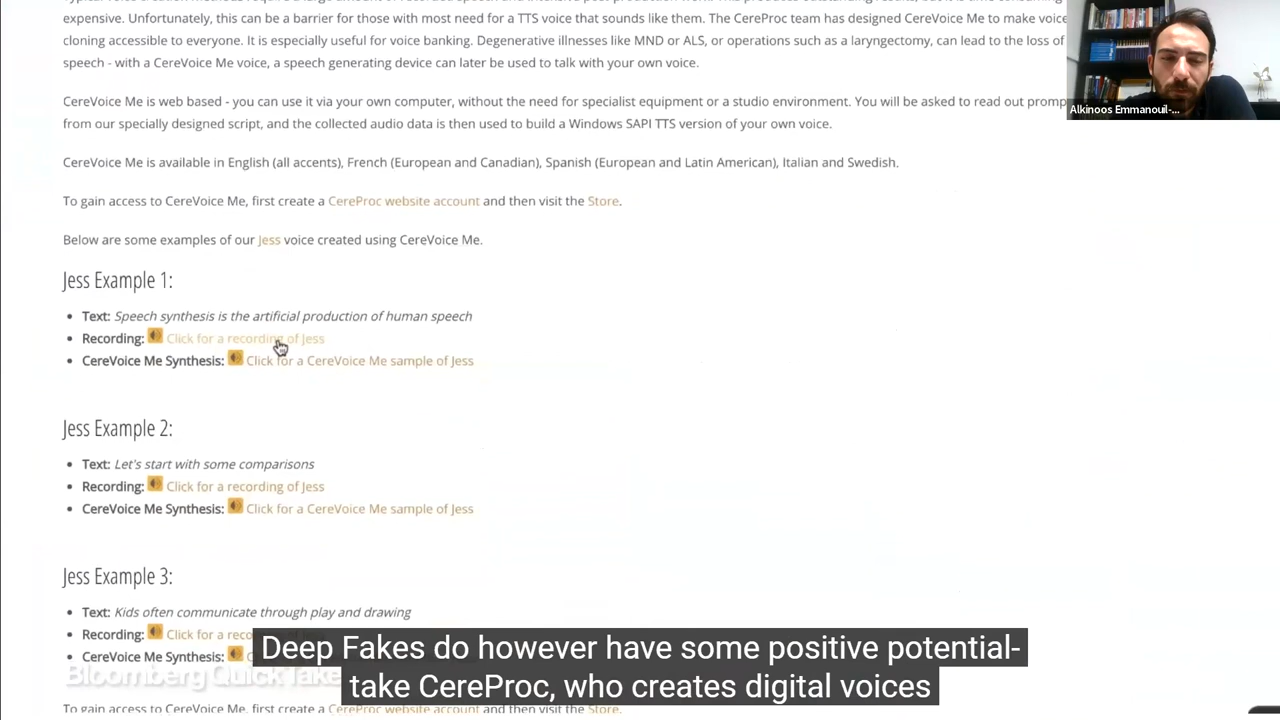 expensive. Unfortunately, this can be a barrier for those with most need for a TTS voice that sounds like them. The CereProc team has designed CereVoice Me to make voice
cloning accessible to everyone. It is especially useful for voice banking. Degenerative illnesses like MND or ALS, or operations such as a laryngectomy, can lead to the loss of
speech - with a CereVoice Me voice, a speech generating device can later be used to talk with your own voice.
CereVoice Me is web based - you can use it via your own computer, without the need for specialist equipment or a studio environment. You will be asked to read out promp
from our specially designed script, and the collected audio data is then used to build a Windows SAPI TTS version of your own voice.
Alkinoos Emmanouil-...
CereVoice Me is available in English (all accents), French (European and Canadian), Spanish (European and Latin American), Italian and Swedish.
To gain access to CereVoice Me, first create a CereProc website account and then visit the Store.
Below are some examples of our Jess voice created using CereVoice Me.
Jess Example 1:
• Text: Speech synthesis is the artificial production of human speech
• Recording: Click for a recording of Jess
• CereVoice Me Synthesis: Click for a CereVoice Me sample of Jess
Jess Example 2:
• Text: Let's start with some comparisons
• Recording: Click for a recording of Jess
• CereVoice Me Synthesis: Click for a CereVoice Me sample of Jess
Jess Example 3:
• Text: Kids often communicate through play and drawing
• Recording: Click for a reco
• CereVoice Me Synthesis:
Deep Fakes do however have some positive potential-
take CereProc, who creates digital voices
Bloomberg QuickTake
To gain access to CereVoice Me, first create a CereProc website account and then visit the Store.